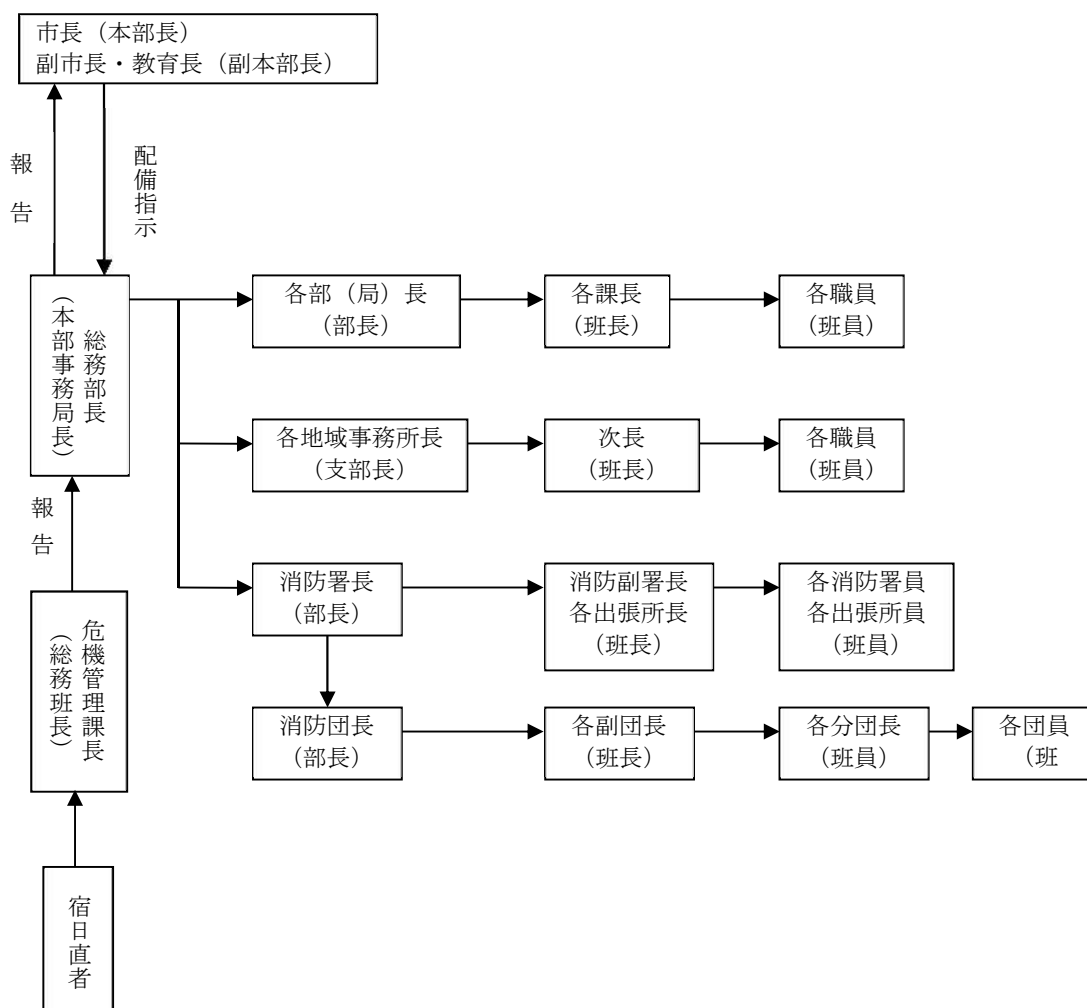 市長（本部長）
副市長・教育長（副本部長）
報告
配備指示
総務部長
（本部事務局長）
各部（局）長
（部長）
各課長
（班長）
各職員
（班員）
各地域事務所長
（支部長）
次長
（班長）
各職員
（班員）
報告
消防署長
（部長）
消防副署長
各出張所長
（班長）
各消防署員
各出張所員
（班員）
危機管理課長
（総務班長）
消防団長
（部長）
各副団長
（班長）
各分団長
（班員）
各団員
（班
宿日直者